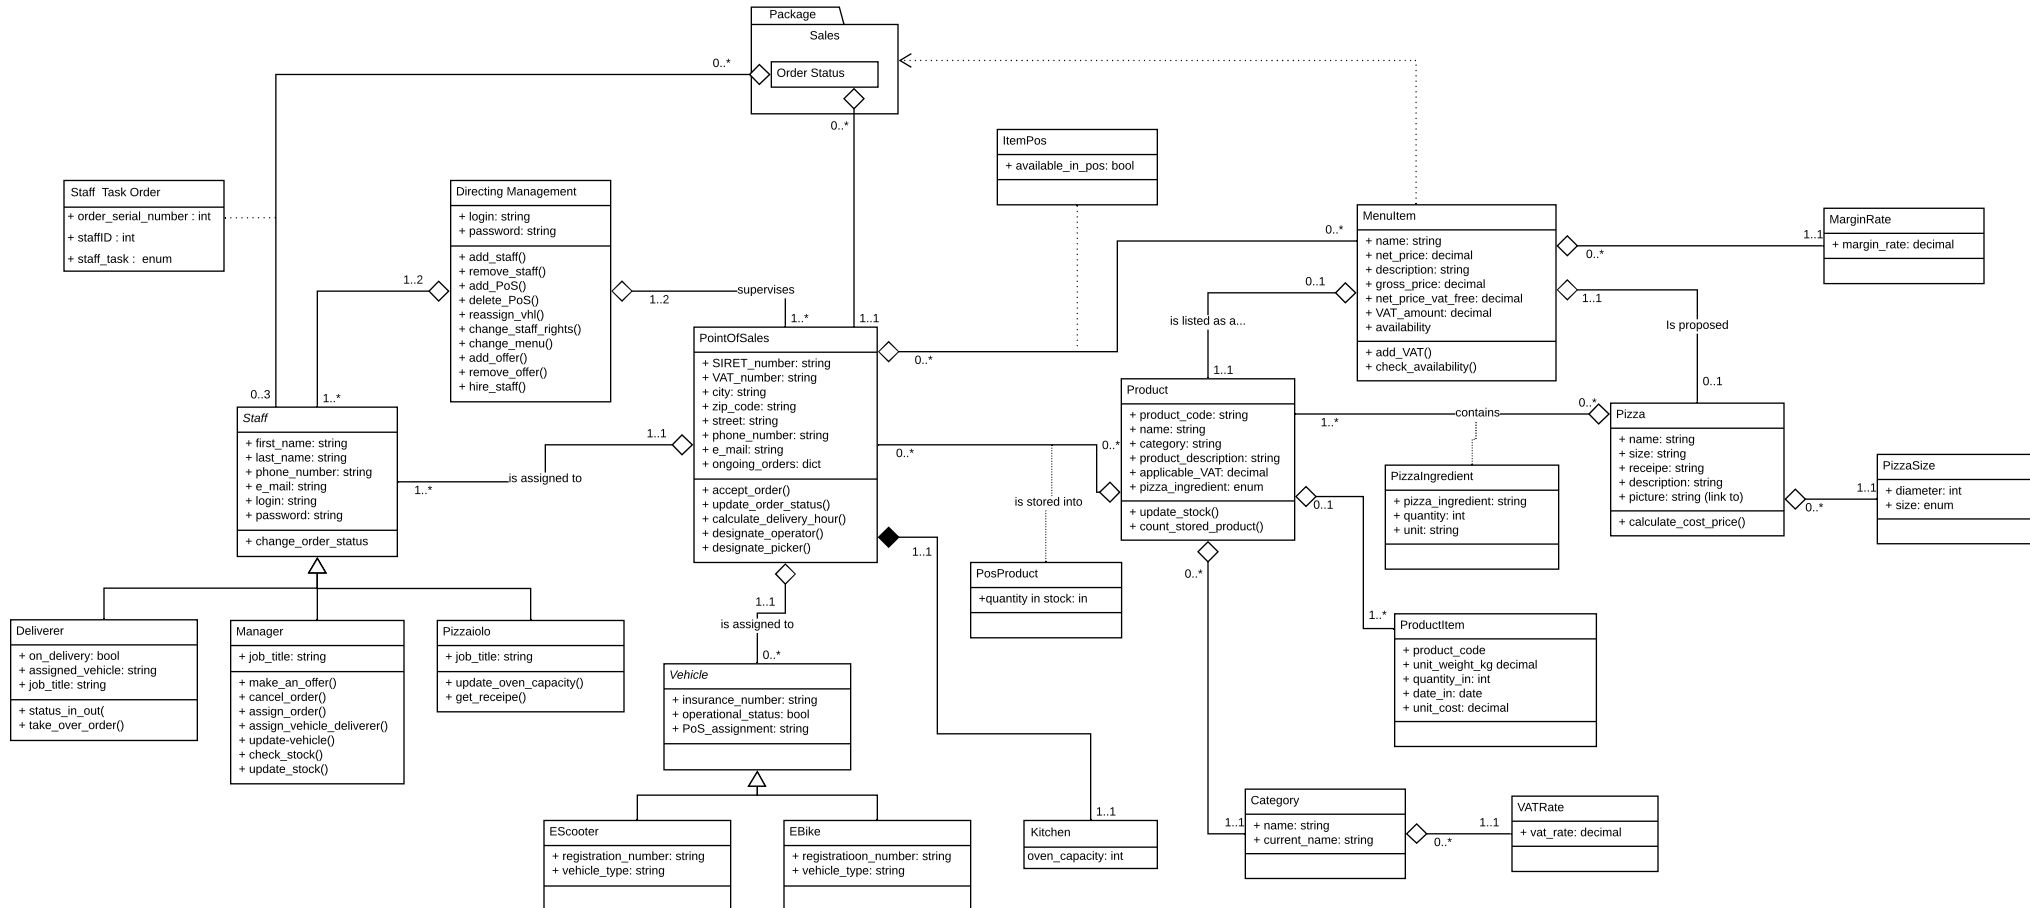 Package
Sales
Order Status
0..*
0..*
ItemPos
+ available_in_pos: bool
Staff  Task Order
+ order_serial_number : int
+ staffID : int
+ staff_task :  enum
Directing Management
+ login: string
+ password: string
+ add_staff()
+ remove_staff()
+ add_PoS()
+ delete_PoS()
+ reassign_vhl()
+ change_staff_rights()
+ change_menu()
+ add_offer()
+ remove_offer()
+ hire_staff()
1..2
1..2
supervises
1..*
1..1
0..3
1..*
MenuItem
+ name: string
+ net_price: decimal
+ description: string
+ gross_price: decimal
+ net_price_vat_free: decimal
+ VAT_amount: decimal
+ availability
+ add_VAT()
+ check_availability()
0..*
0..1
0..*
1..1
1..1
MarginRate
+ margin_rate: decimal
Is proposed
0..1
is listed as a...
1..1
PointOfSales
+ SIRET_number: string
+ VAT_number: string
+ city: string
+ zip_code: string
+ street: string
+ phone_number: string
+ e_mail: string
+ ongoing_orders: dict
+ accept_order()
+ update_order_status()
+ calculate_delivery_hour()
+ designate_operator()
+ designate_picker()
0..*
0..*
0..*
1..1
1..1
Staff
+ first_name: string
+ last_name: string
+ phone_number: string
+ e_mail: string
+ login: string
+ password: string
+ change_order_status
1..*
is assigned to
1..1
Product
+ product_code: string
+ name: string
+ category: string
+ product_description: string
+ applicable_VAT: decimal
+ pizza_ingredient: enum
+ update_stock()
+ count_stored_product()
1..*
contains
0..*
0..1
0..*
1..*
Pizza
+ name: string
+ size: string
+ receipe: string
+ description: string
+ picture: string (link to)
+ calculate_cost_price()
0..*
1..1
PizzaSize
+ diameter: int
+ size: enum
PizzaIngredient
+ pizza_ingredient: string
+ quantity: int
+ unit: string
is stored into
PosProduct
+quantity in stock: in
ProductItem
+ product_code
+ unit_weight_kg decimal
+ quantity_in: int
+ date_in: date
+ unit_cost: decimal
Deliverer
+ on_delivery: bool
+ assigned_vehicle: string
+ job_title: string
+ status_in_out(
+ take_over_order()
Manager
+ job_title: string
+ make_an_offer()
+ cancel_order()
+ assign_order()
+ assign_vehicle_deliverer()
+ update-vehicle()
+ check_stock()
+ update_stock()
Pizzaiolo
+ job_title: string
+ update_oven_capacity()
+ get_receipe()
is assigned to
0..*
Vehicle
+ insurance_number: string
+ operational_status: bool
+ PoS_assignment: string
EScooter
+ registration_number: string
+ vehicle_type: string
EBike
+ registratioon_number: string
+ vehicle_type: string
1..1
Kitchen
oven_capacity: int
1..1
Category
+ name: string
+ current_name: string
0..*
1..1
VATRate
+ vat_rate: decimal